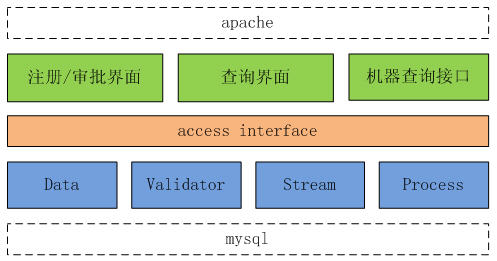 apache
注册/审批界面
查询界面
机器查询接口
access interface
Data
Validator
Stream
Process
mysql